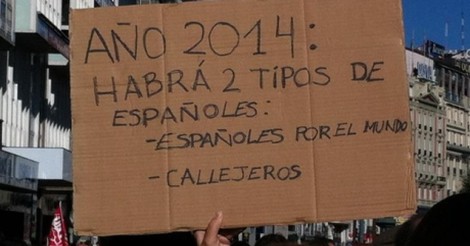 AÑO 2014:
HABRÁ 2 TIPOS DE
ESPAÑOLES:
-ESPAÑOLES POR EL MUNDO
- CALLEJEROS